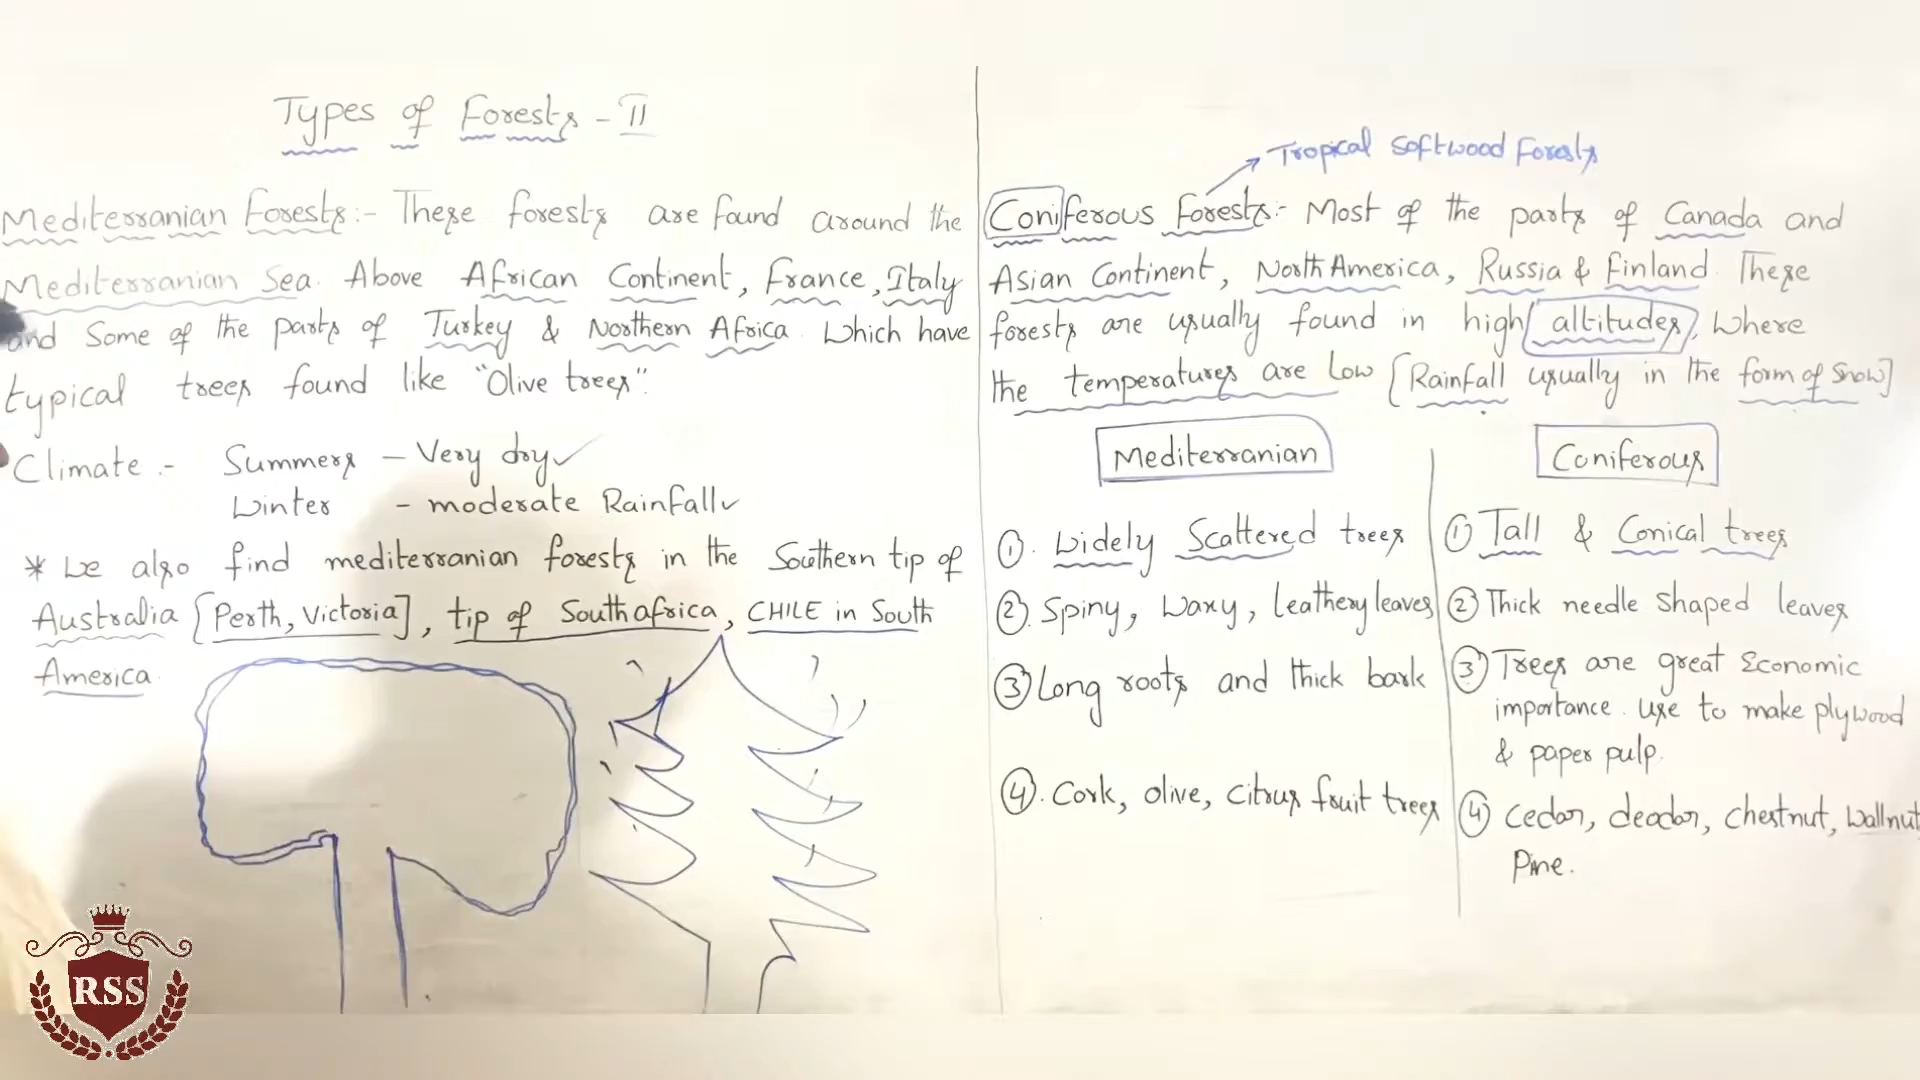 Types of Forests - II
Mediterranian Forests:- These forests are found around the
Mediterranian Sea. Above African Continent, France, Italy
and Some of the parts of Turkey & Northern Africa. Which have
typical trees found like "Olive trees".
Climate :- Summers - Very dry ✓
Winter - moderate Rainfall ✓
* We also find mediterranian forests in the Southern tip of
Australia [Perth, Victoria], tip of South africa, CHILE in South
America.
Tropical Softwood Forests
Coniferous Forests:- Most of the parts of Canada and
Asian Continent, North America, Russia & Finland. These
forests are usually found in high altitudes, Where
the temperatures are low [Rainfall usually in the form of Snow]
Mediterranian
① Widely Scattered trees
② Spiny, Waxy, leathery leaves
③ Long roots and thick bark
④ Cork, olive, citrus fruit trees
Coniferous
① Tall & Conical trees
② Thick needle shaped leaves
③ Trees are great Economic
importance. Use to make plywood
& paper pulp.
④ Cedar, deodar, chestnut, Wallnut
Pine.
RSS